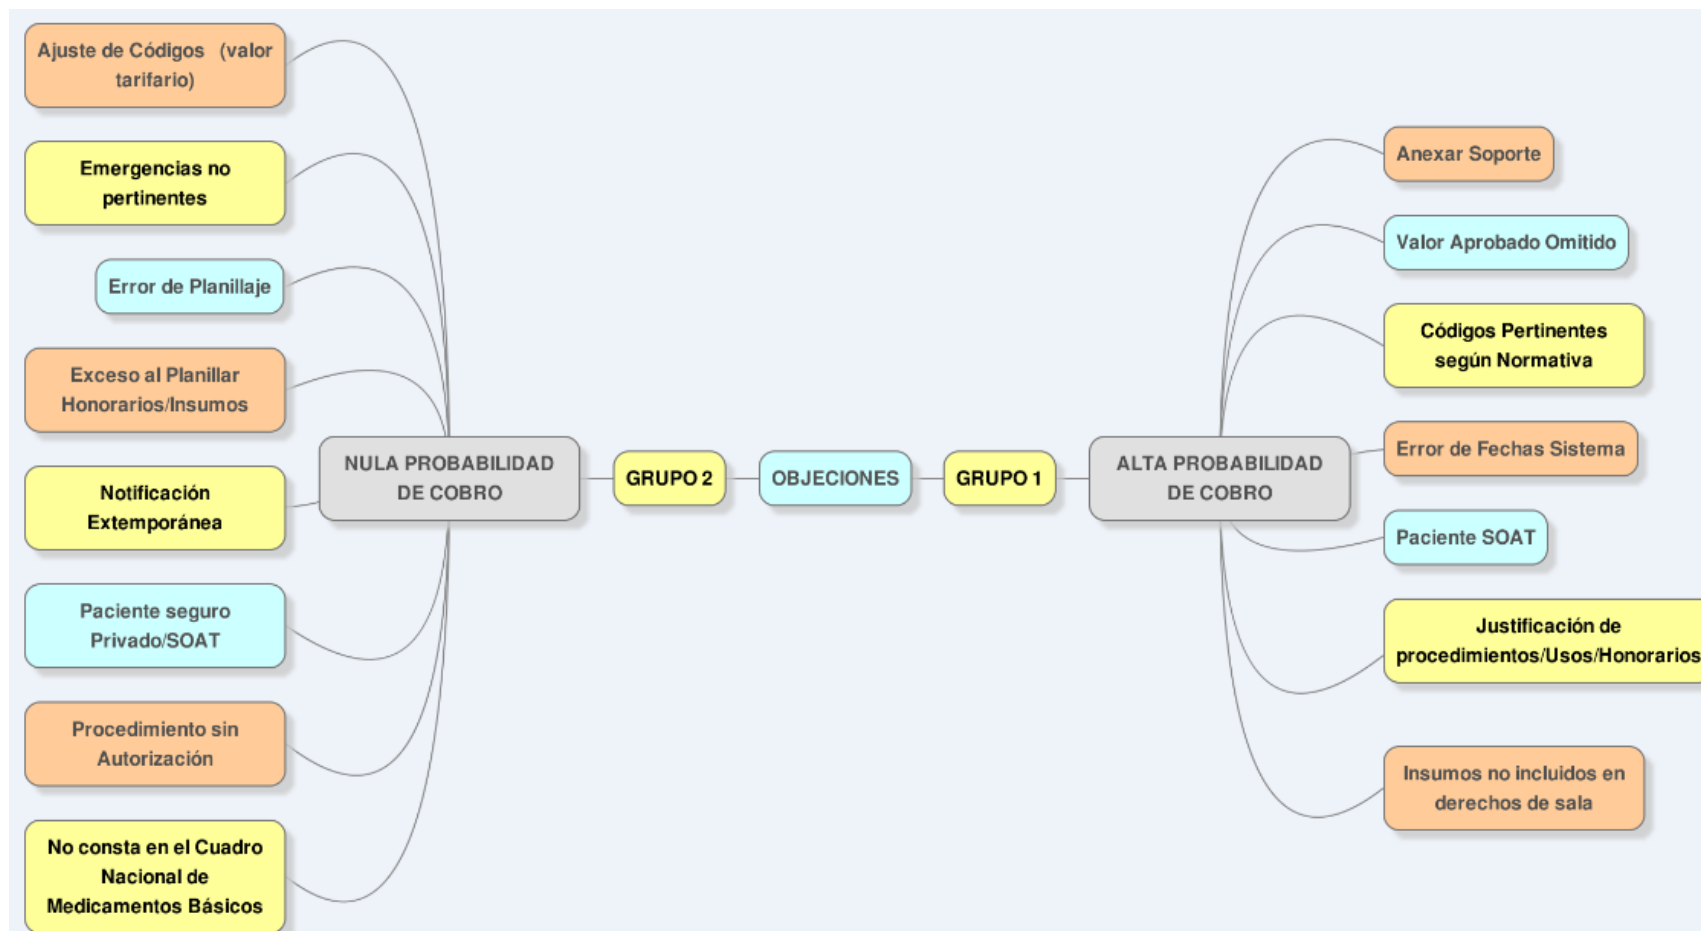 Ajuste de Códigos (valor
tarifario)
Emergencias no
pertinentes
Error de Planillaje
Exceso al Planillar
Honorarios/Insumos
Notificación
Extemporánea
Paciente seguro
Privado/SOAT
Procedimiento sin
Autorización
No consta en el Cuadro
Nacional de
Medicamentos Básicos
NULA PROBABILIDAD
DE COBRO
GRUPO 2
OBJECIONES
GRUPO 1
ALTA PROBABILIDAD
DE COBRO
Anexar Soporte
Valor Aprobado Omitido
Códigos Pertinentes
según Normativa
Error de Fechas Sistema
Paciente SOAT
Justificación de
procedimientos/Usos/Honorarios
Insumos no incluidos en
derechos de sala